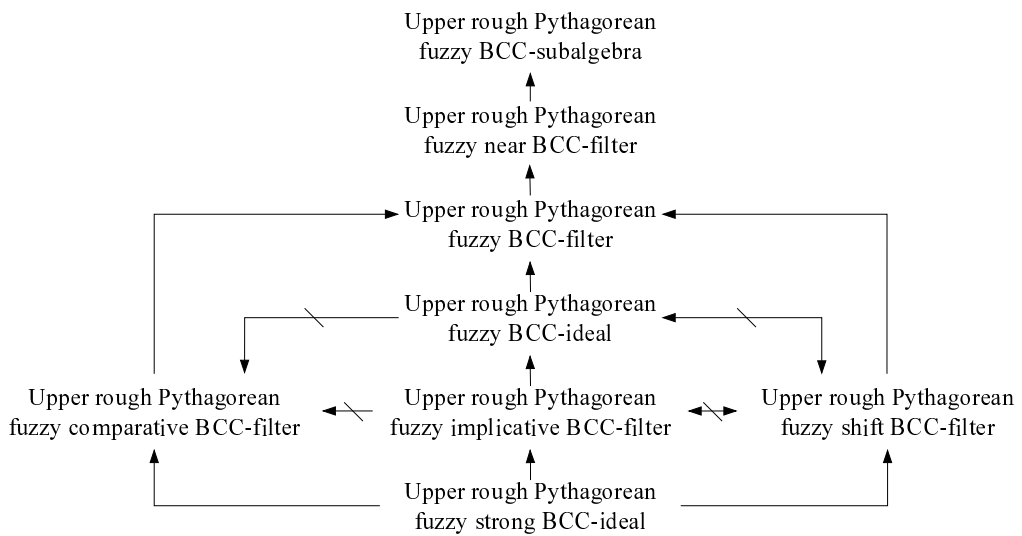 Upper rough Pythagorean
fuzzy BCC-subalgebra
Upper rough Pythagorean
fuzzy near BCC-filter
Upper rough Pythagorean
fuzzy BCC-filter
Upper rough Pythagorean
fuzzy BCC-ideal
Upper rough Pythagorean
fuzzy comparative BCC-filter
Upper rough Pythagorean
fuzzy implicative BCC-filter
Upper rough Pythagorean
fuzzy shift BCC-filter
Upper rough Pythagorean
fuzzy strong BCC-ideal